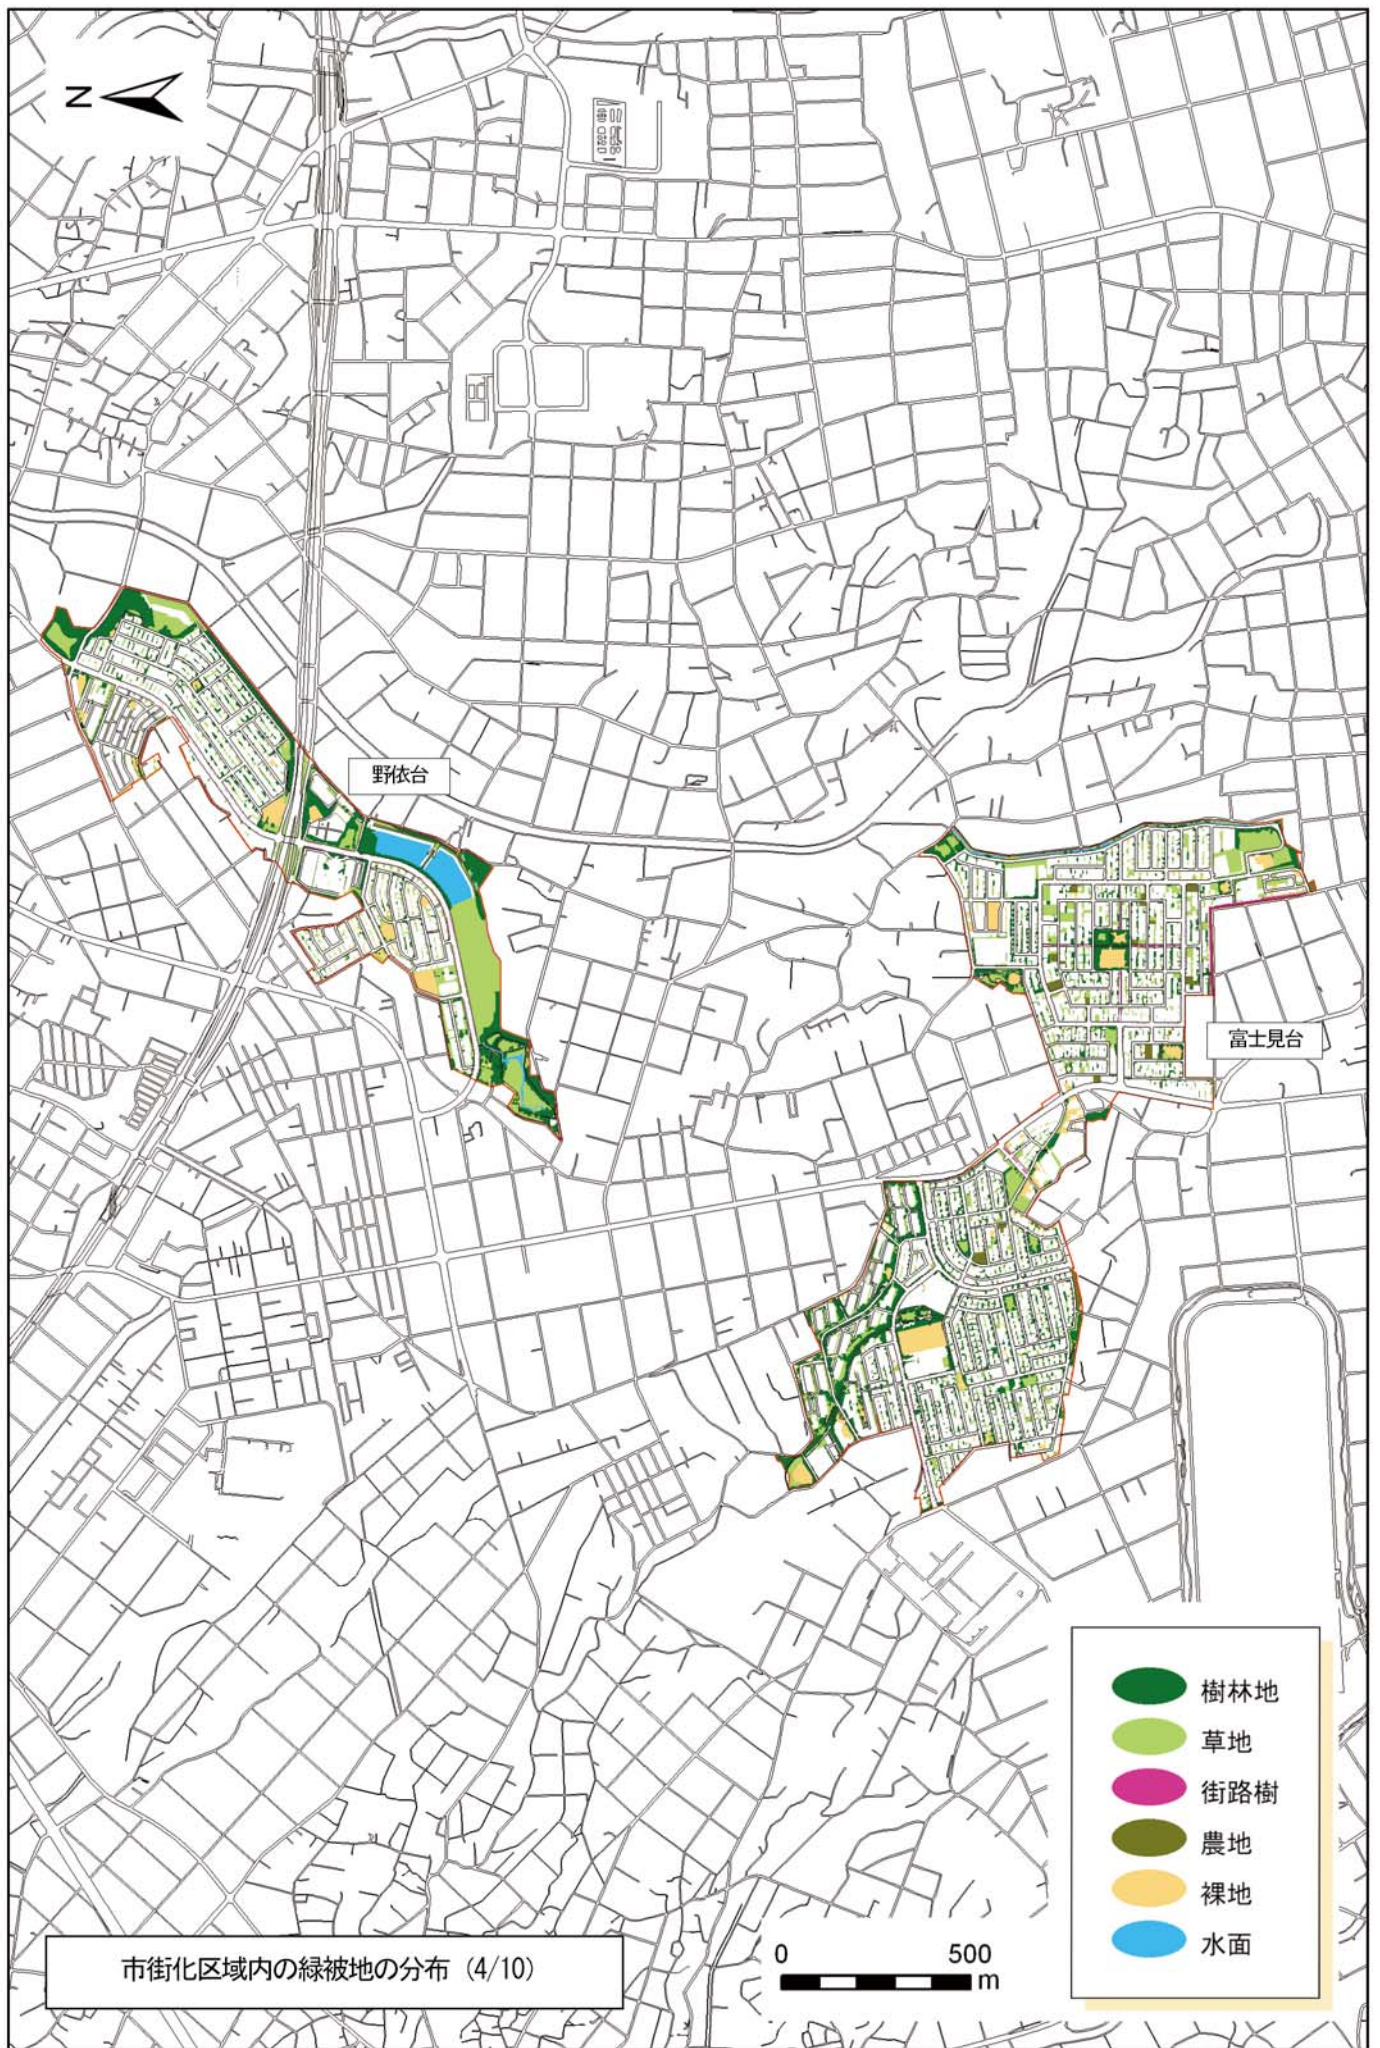 N
野依台
富士見台
樹林地
草地
街路樹
農地
裸地
水面
市街化区域内の緑被地の分布 (4/10)
0 500 m